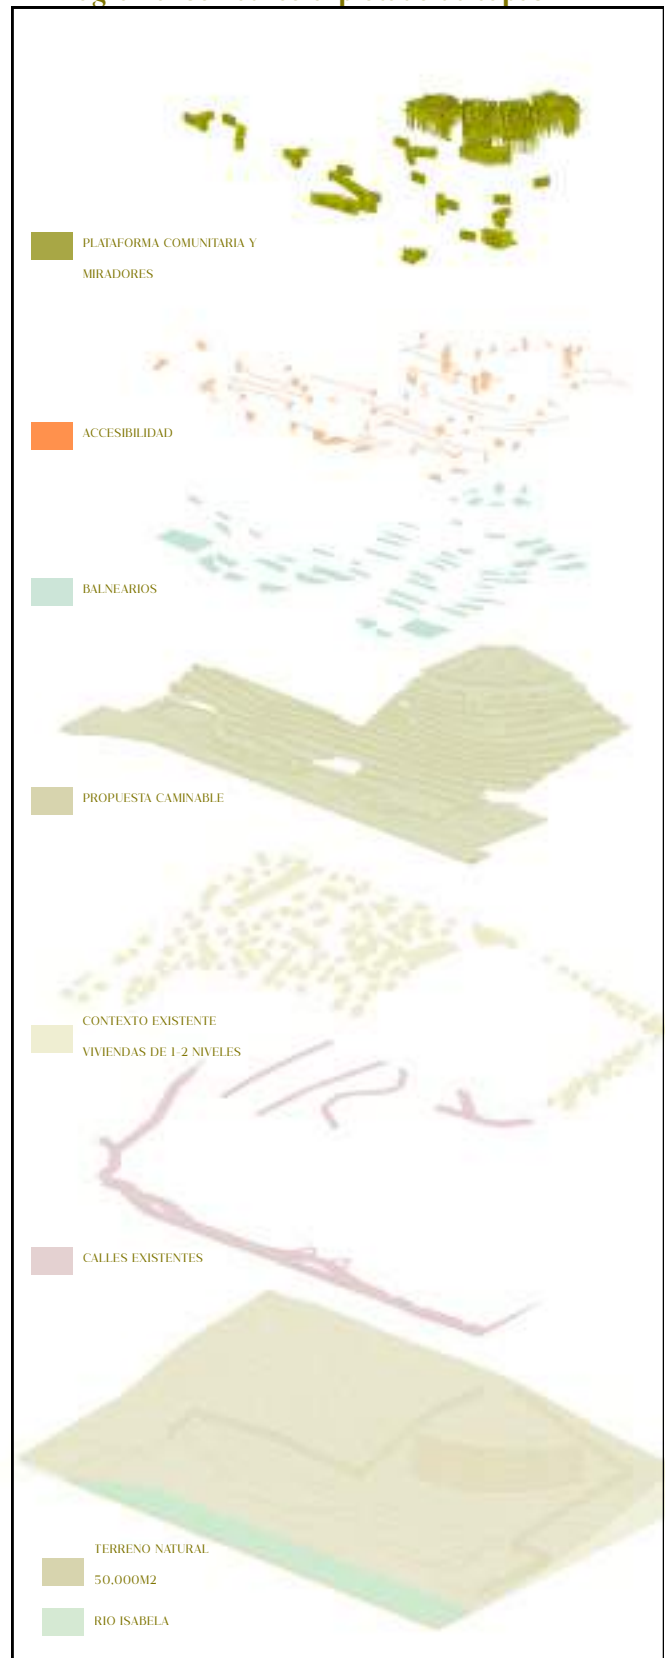 PLATAFORMA COMUNITARIA Y
MIRADORES
ACCESIBILIDAD
BALNEARIOS
PROPUESTA CAMINABLE
CONTEXTO EXISTENTE
VIVIENDAS DE 1-2 NIVELES
CALLES EXISTENTES
TERRENO NATURAL
50,000M2
RIO ISABELA